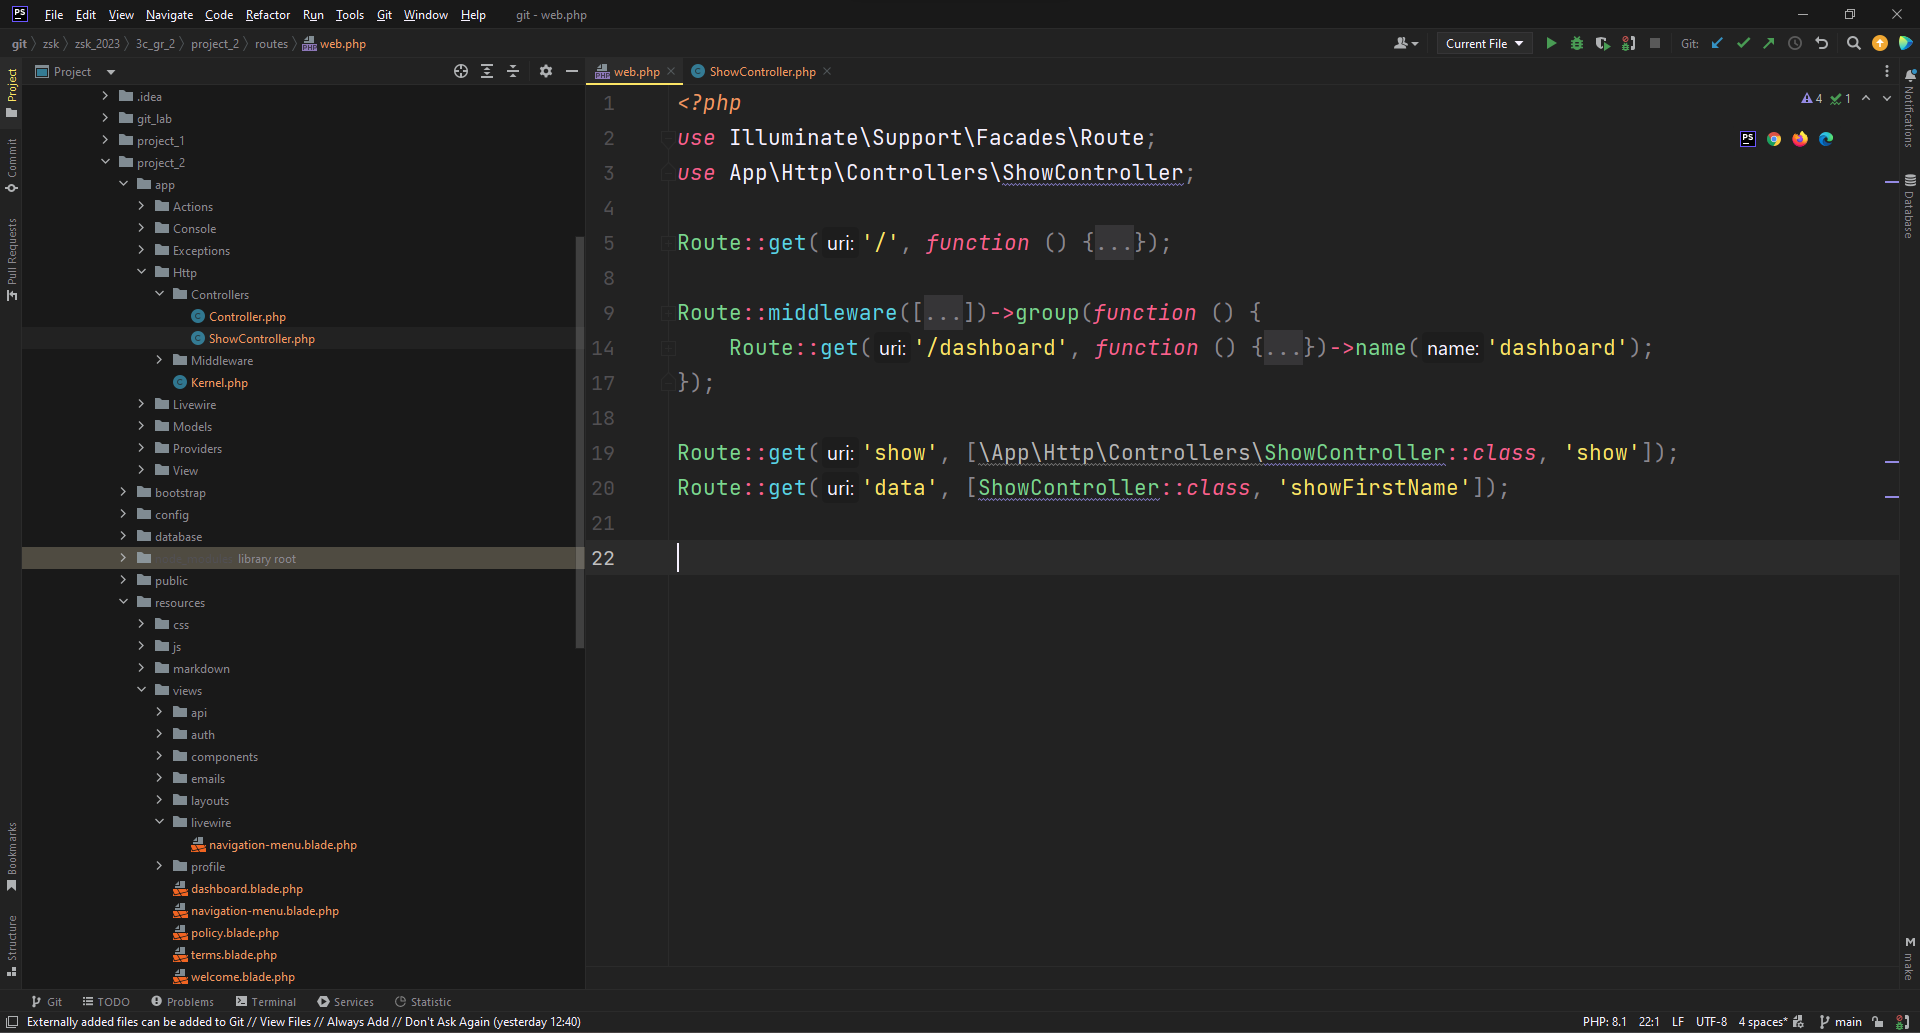 PS File Edit View Navigate Code Refactor Run Tools Git Window Help git - web.php
git zsk zsk_2023 3c_gr_2 project_2 routes web.php Current File Git:
Project web.php ShowController.php
.idea
git_lab
project_1
project_2
app
Actions
Console
Exceptions
Http
Controllers
Controller.php
ShowController.php
Middleware
Kernel.php
Livewire
Models
Providers
View
bootstrap
config
database
library root
public
resources
css
js
markdown
views
api
auth
components
emails
layouts
livewire
navigation-menu.blade.php
profile
dashboard.blade.php
navigation-menu.blade.php
policy.blade.php
terms.blade.php
welcome.blade.php
1 <?php
2 use Illuminate\Support\Facades\Route;
3 use App\Http\Controllers\ShowController;
4
5 Route::get( uri: '/', function () {...});
8
9 Route::middleware([...])->group(function () {
14 Route::get( uri: '/dashboard', function () {...})->name( name: 'dashboard');
17 });
18
19 Route::get( uri: 'show', [\App\Http\Controllers\ShowController::class, 'show']);
20 Route::get( uri: 'data', [ShowController::class, 'showFirstName']);
21
22
4 1
PS
Project
Commit
Pull Requests
Bookmarks
Structure
Notifications
Database
M make
Git TODO Problems Terminal Services Statistic
Externally added files can be added to Git // View Files // Always Add // Don't Ask Again (yesterday 12:40) PHP: 8.1 22:1 LF UTF-8 4 spaces* main